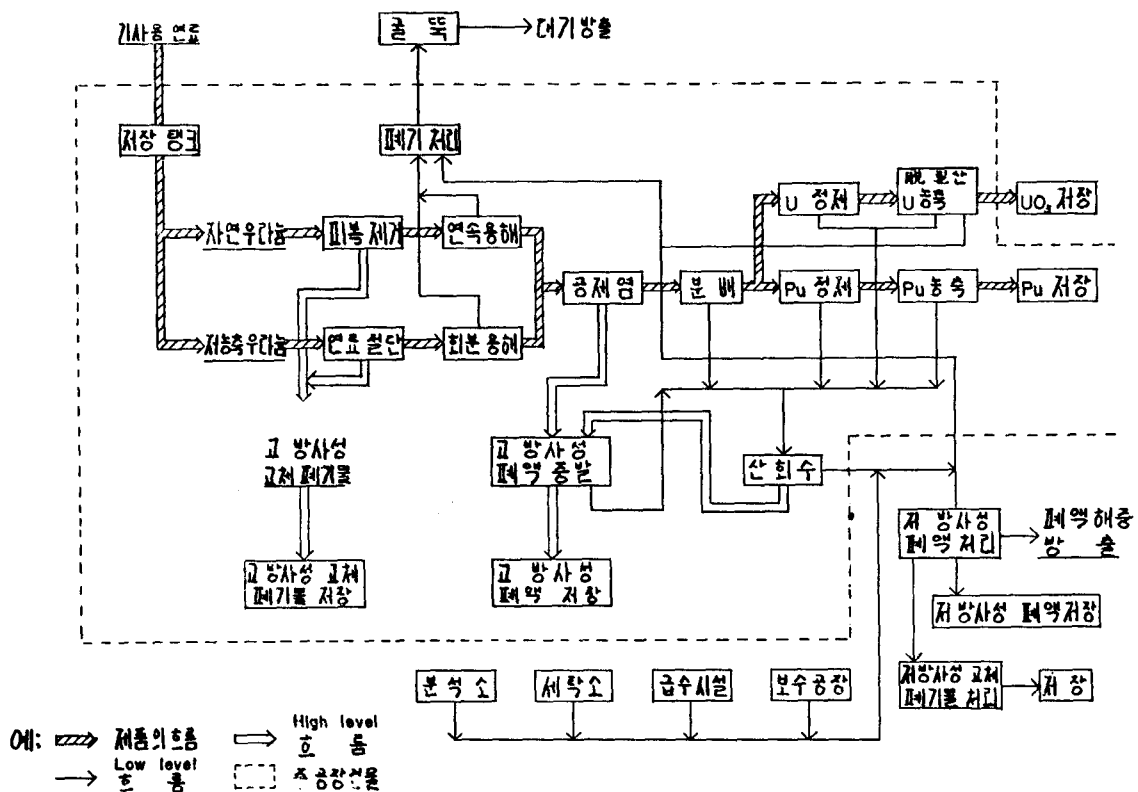 기사용 연료
굴 뚝
대기방출
저장 탱크
폐기 처리
U 정제
脫 질산
U 농축
UO₃ 저장
자연우라늄
피복 제거
연속용해
공제염
분 배
Pu 정제
Pu농축
Pu 저장
저농축우라늄
연료절단
회분용해
고 방사성
고체 폐기물
고 방사성
폐액 증발
산 회수
저 방사성
폐액 처리
폐액해중
방 출
고 방사성 고체
폐기물 저장
고 방사성
폐액 저장
저방사성 폐액저장
분석소
세탁소
급수시설
보수공장
저방사성 고체
폐기물 처리
저 장
예:
제품의흐름
High level
흐 름
Low level
흐 름
주 공장건물